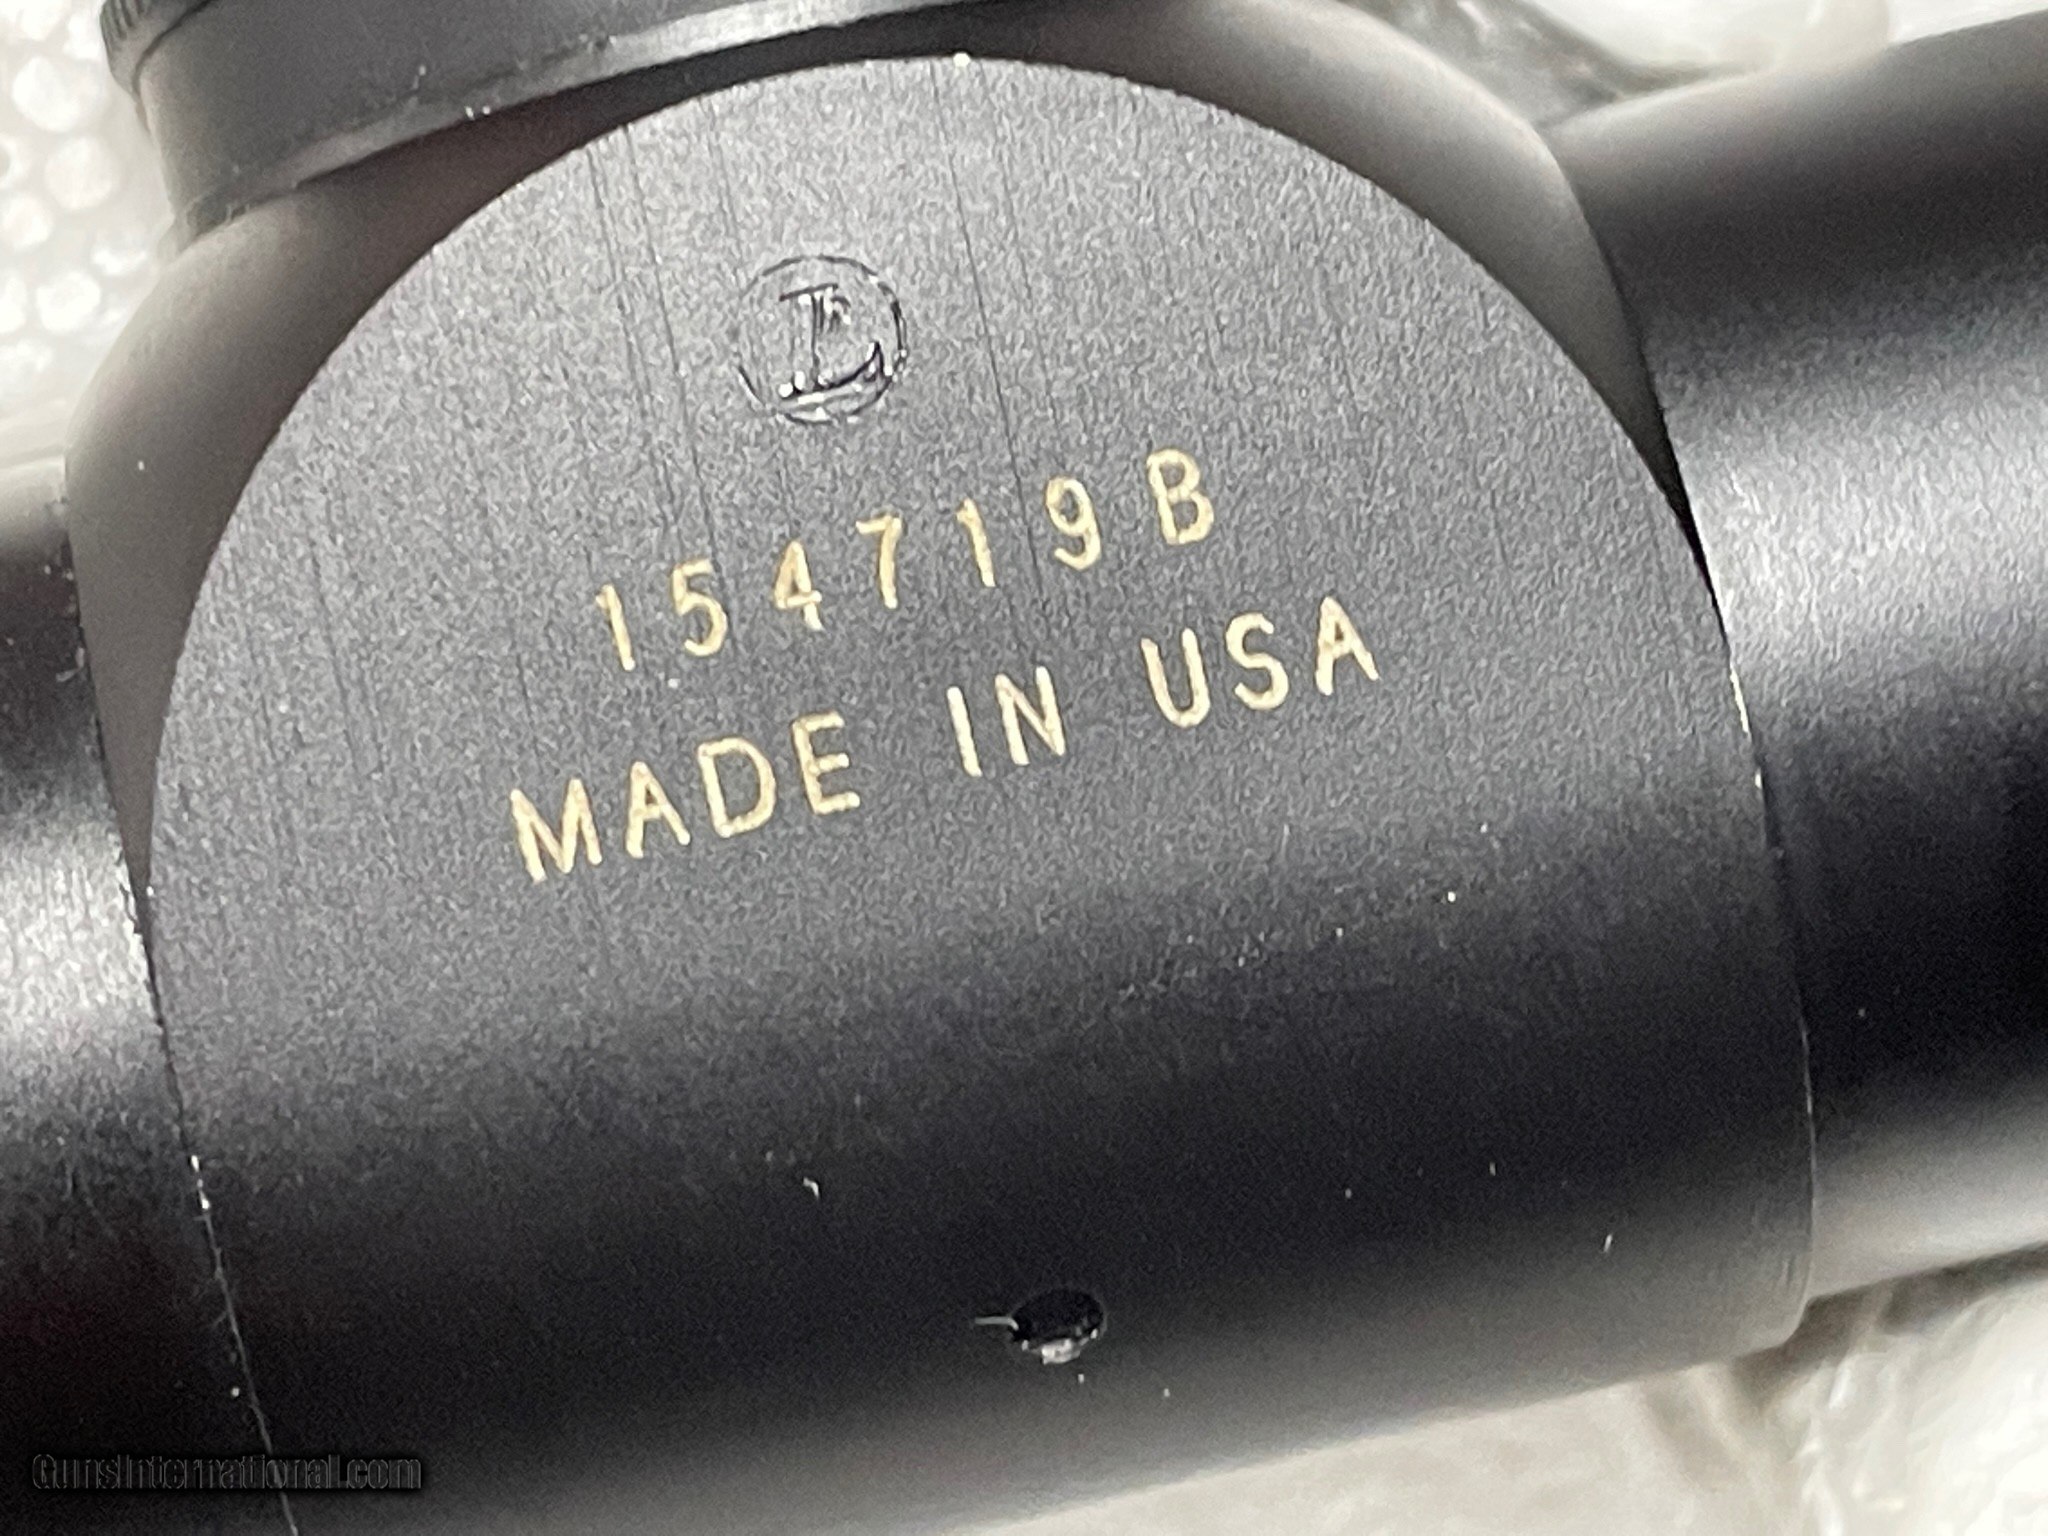 L
154719B
MADE IN USA
GunsInternational.com